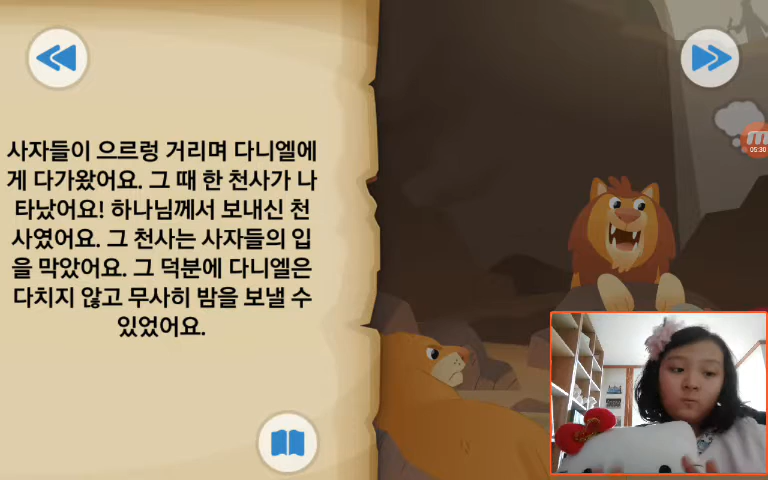 사자들이 으르렁 거리며 다니엘에
게 다가왔어요. 그 때 한 천사가 나
타났어요! 하나님께서 보내신 천
사였어요. 그 천사는 사자들의 입
을 막았어요. 그 덕분에 다니엘은
다치지 않고 무사히 밤을 보낼 수
있었어요.
05:30